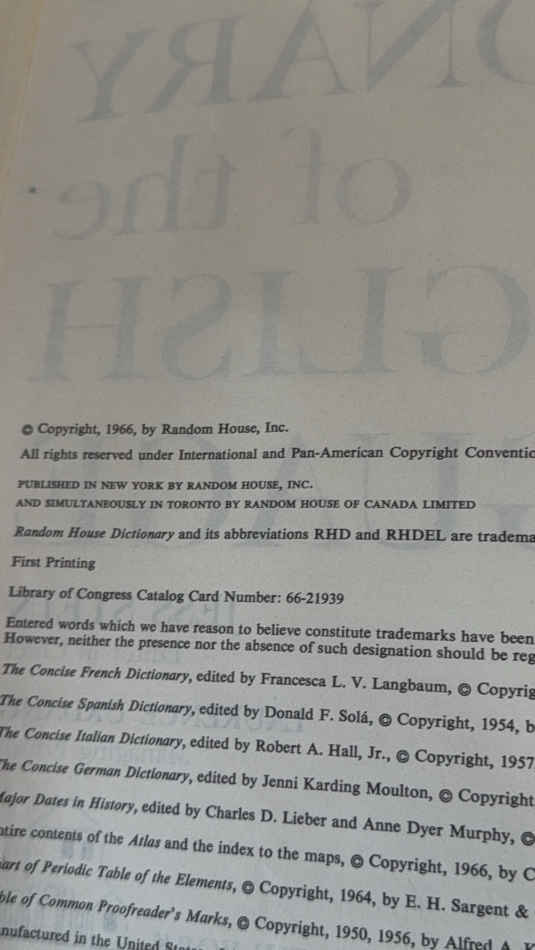 © Copyright, 1966, by Random House, Inc.
All rights reserved under International and Pan-American Copyright
PUBLISHED IN NEW YORK BY RANDOM HOUSE, INC.
AND SIMULTANEOUSLY IN TORONTO BY RANDOM HOUSE OF CANADA LIMITED
Random House Dictionary and its abbreviations RHD and RHDEL are
First Printing
Library of Congress Catalog Card Number: 66-21939
Entered words which we have reason to believe constitute trademarks have been
However, neither the presence nor the absence of such designation should be
The Concise French Dictionary, edited by Francesca L. V. Langbaum, ©
The Concise Spanish Dictionary, edited by Donald F. Solá, © Copyright, 1954,
The Concise Italian Dictionary, edited by Robert A. Hall, Jr., © Copyright, 1957
The Concise German Dictionary, edited by Jenni Karding Moulton, © Copyright
Major Dates in History, edited by Charles D. Lieber and Anne Dyer Murphy, ©
contents of the Atlas and the index to the maps, © Copyright, 1966, by
of Periodic Table of the Elements, © Copyright, 1964, by E. H. Sargent &
of Common Proofreader's Marks, © Copyright, 1950, 1956, by Alfred A.
in the United